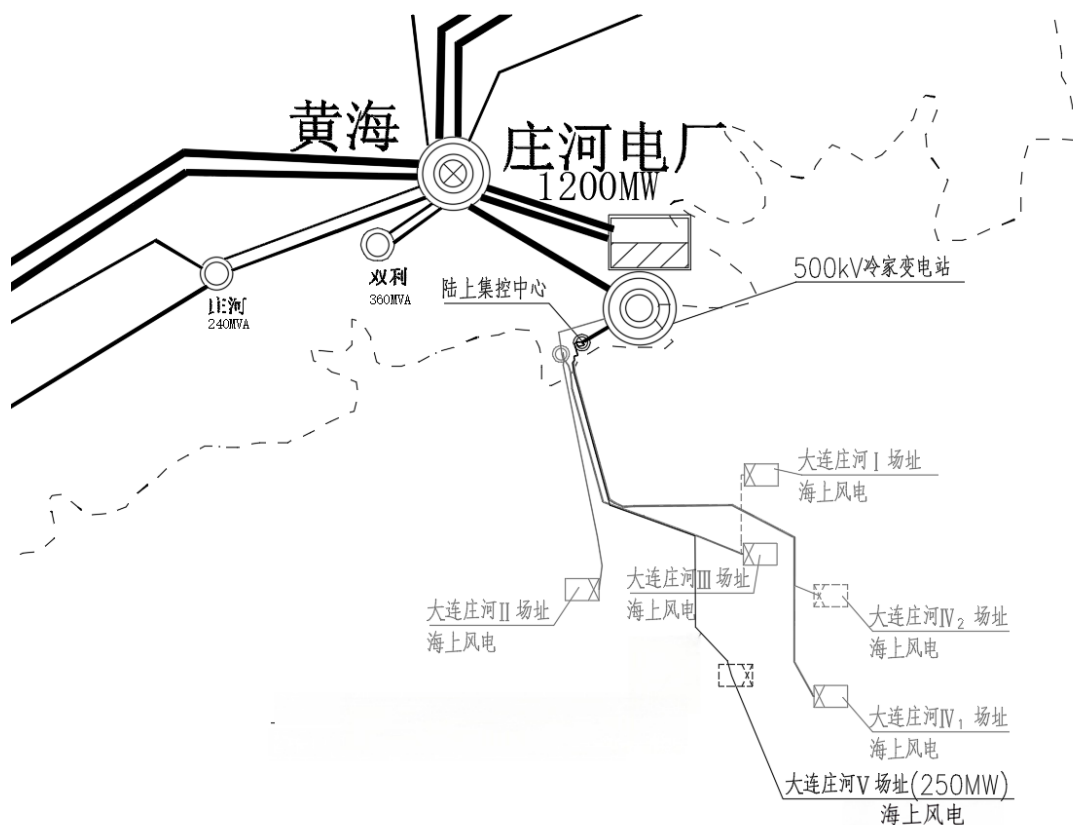 黄海
庄河电厂
1200MW
双利
360MVA
庄河
240MVA
陆上集控中心
500kV冷家变电站
大连庄河Ⅰ场址
海上风电
大连庄河Ⅲ场址
海上风电
大连庄河Ⅱ场址
海上风电
大连庄河Ⅳ₂场址
海上风电
大连庄河Ⅳ₁场址
海上风电
大连庄河Ⅴ场址(250MW)
海上风电